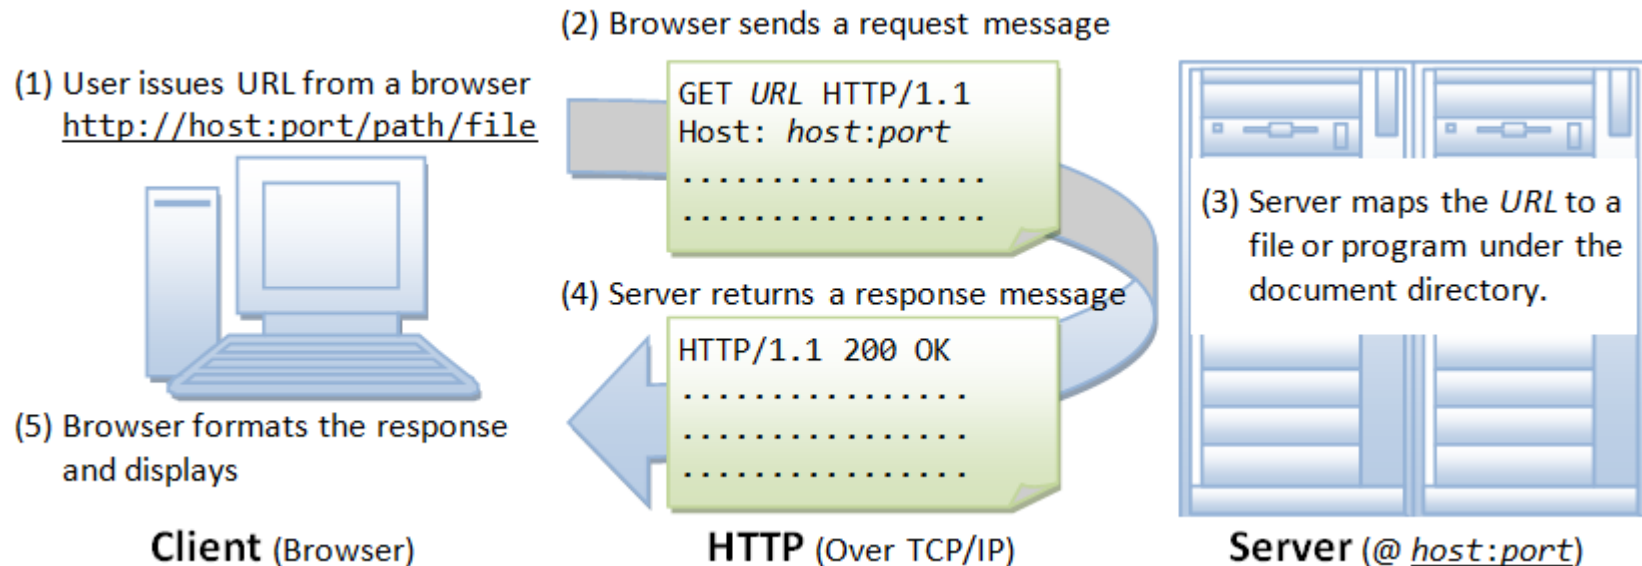 (1) User issues URL from a browser
http://host:port/path/file
(2) Browser sends a request message
GET URL HTTP/1.1
Host: host:port
..................
..................
(3) Server maps the URL to a
file or program under the
document directory.
(4) Server returns a response message
HTTP/1.1 200 OK
.................
.................
.................
(5) Browser formats the response
and displays
Client (Browser)
HTTP (Over TCP/IP)
Server (@ host:port)